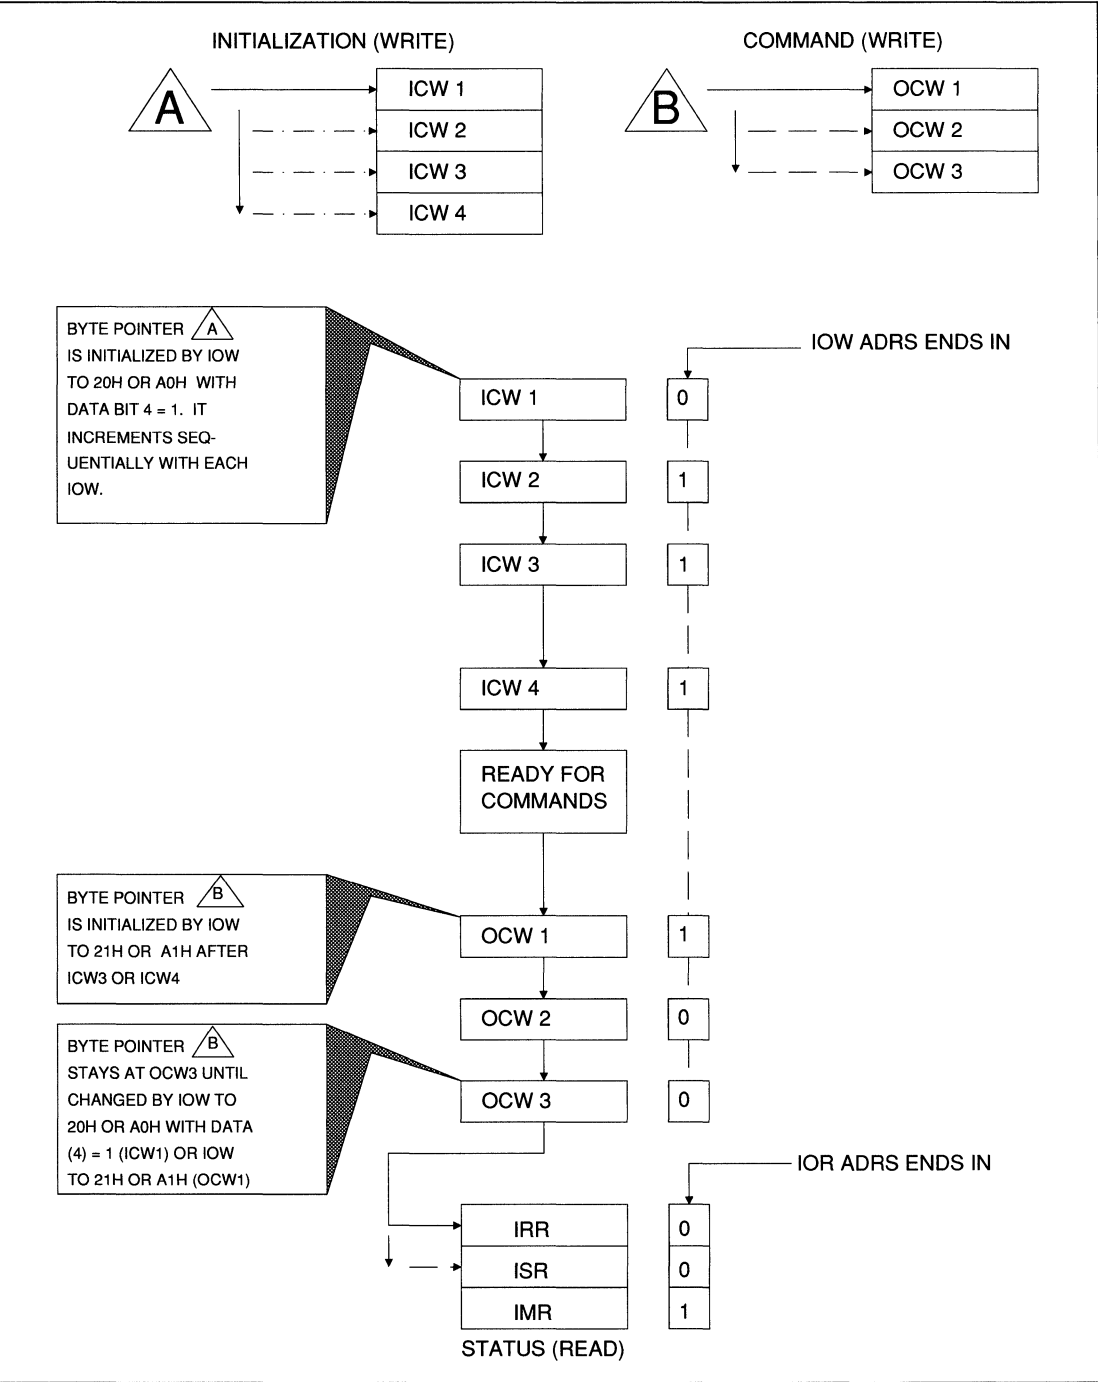 INITIALIZATION (WRITE)
A
ICW 1
ICW 2
ICW 3
ICW 4
COMMAND (WRITE)
B
OCW 1
OCW 2
OCW 3
BYTE POINTER A
IS INITIALIZED BY IOW
TO 20H OR A0H WITH
DATA BIT 4 = 1. IT
INCREMENTS SEQ-
UENTIALLY WITH EACH
IOW.
IOW ADRS ENDS IN
ICW 1
0
ICW 2
1
ICW 3
1
ICW 4
1
READY FOR
COMMANDS
BYTE POINTER B
IS INITIALIZED BY IOW
TO 21H OR A1H AFTER
ICW3 OR ICW4
OCW 1
1
OCW 2
0
BYTE POINTER B
STAYS AT OCW3 UNTIL
CHANGED BY IOW TO
20H OR A0H WITH DATA
(4) = 1 (ICW1) OR IOW
TO 21H OR A1H (OCW1)
OCW 3
0
IOR ADRS ENDS IN
IRR
0
ISR
0
IMR
1
STATUS (READ)